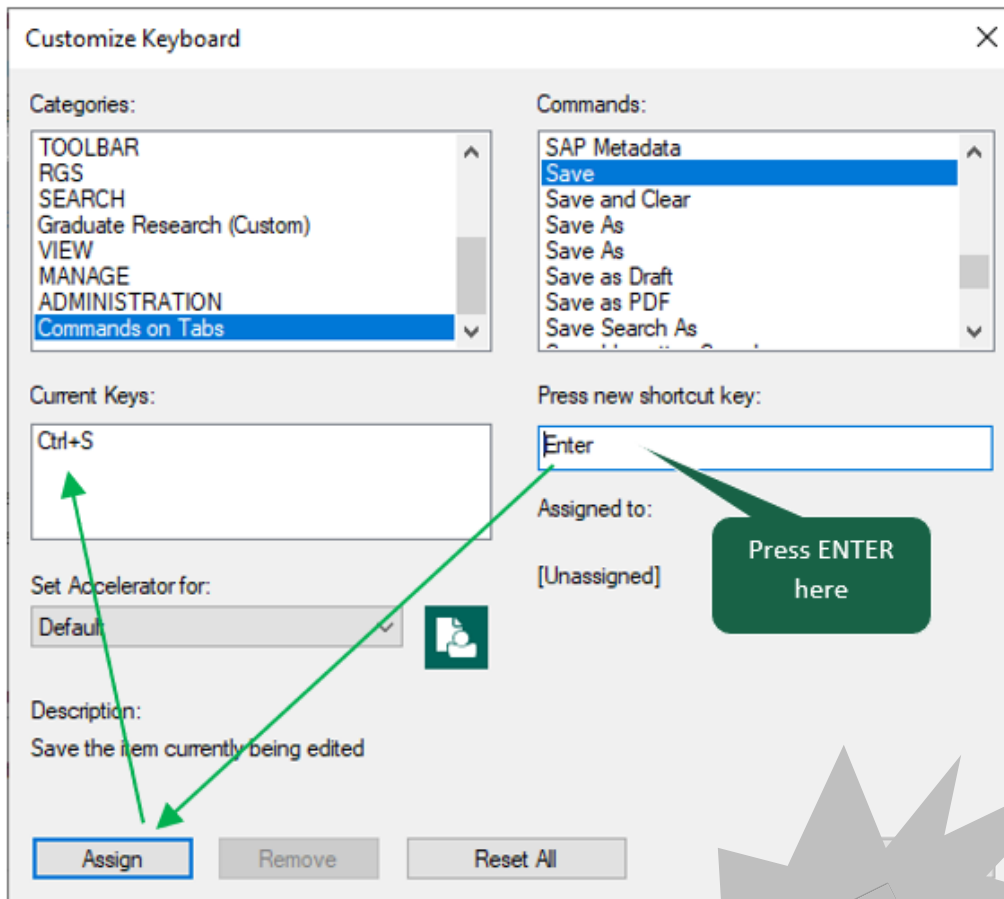 Customize Keyboard
Categories:
TOOLBAR
RGS
SEARCH
Graduate Research (Custom)
VIEW
MANAGE
ADMINISTRATION
Commands on Tabs
Commands:
SAP Metadata
Save
Save and Clear
Save As
Save As
Save as Draft
Save as PDF
Save Search As
Current Keys:
Ctrl+S
Press new shortcut key:
Enter
Assigned to:
[Unassigned]
Press ENTER
here
Set Accelerator for:
Default
Description:
Save the item currently being edited
Assign
Remove
Reset All